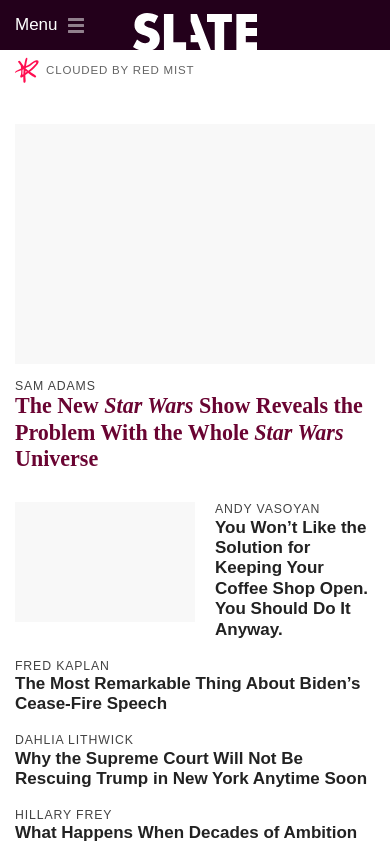 Menu
SLATE
CLOUDED BY RED MIST
SAM ADAMS
The New Star Wars Show Reveals the
Problem With the Whole Star Wars
Universe
ANDY VASOYAN
You Won’t Like the
Solution for
Keeping Your
Coffee Shop Open.
You Should Do It
Anyway.
FRED KAPLAN
The Most Remarkable Thing About Biden’s
Cease-Fire Speech
DAHLIA LITHWICK
Why the Supreme Court Will Not Be
Rescuing Trump in New York Anytime Soon
HILLARY FREY
What Happens When Decades of Ambition